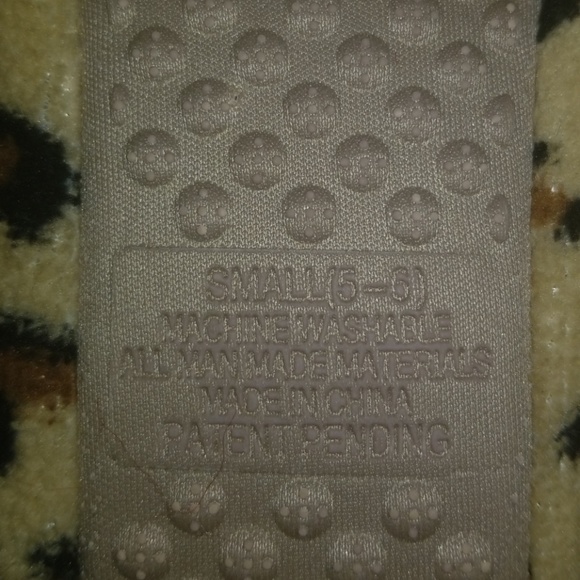 SMALL(5-6)
MACHINE WASHABLE
ALL MAN MADE MATERIALS
MADE IN CHINA
PATENT PENDING